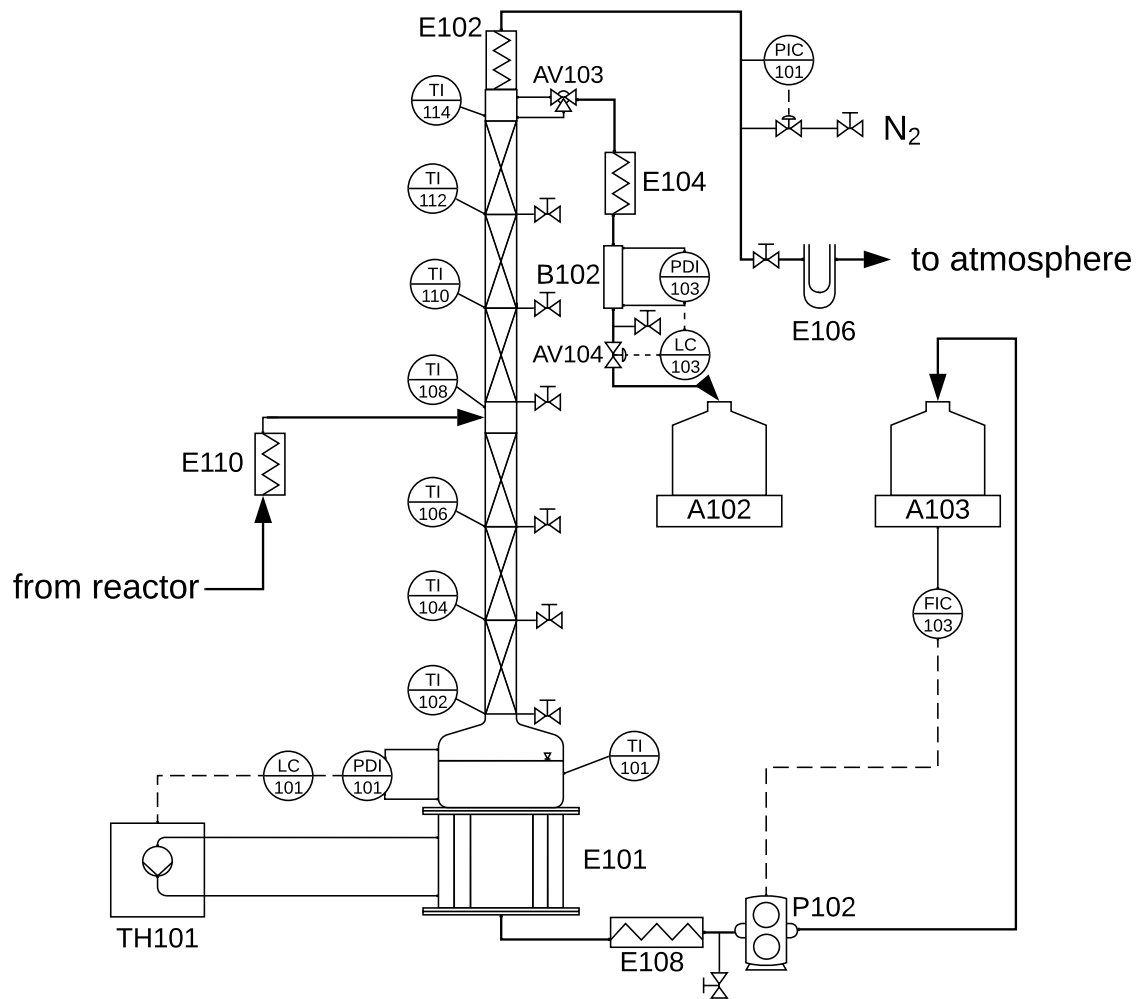 E102
PIC
101
AV103
TI
114
N2
E104
TI
112
to atmosphere
B102
PDI
103
TI
110
E106
AV104
LC
103
TI
108
E110
TI
106
A102
A103
from reactor
TI
104
FIC
103
TI
102
TI
101
LC
101
PDI
101
E101
P102
TH101
E108